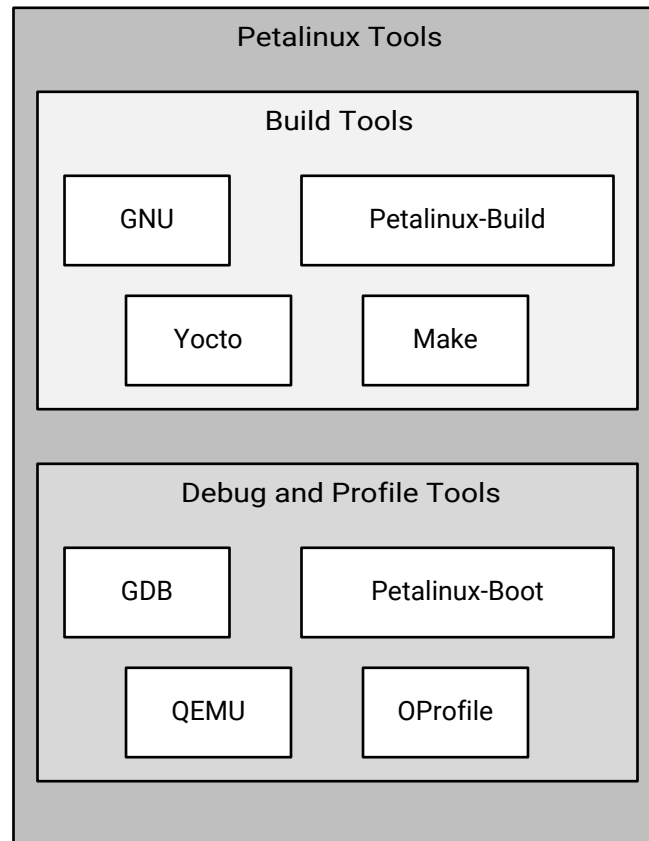 Petalinux Tools
Build Tools
GNU
Petalinux-Build
Yocto
Make
Debug and Profile Tools
GDB
Petalinux-Boot
QEMU
OProfile